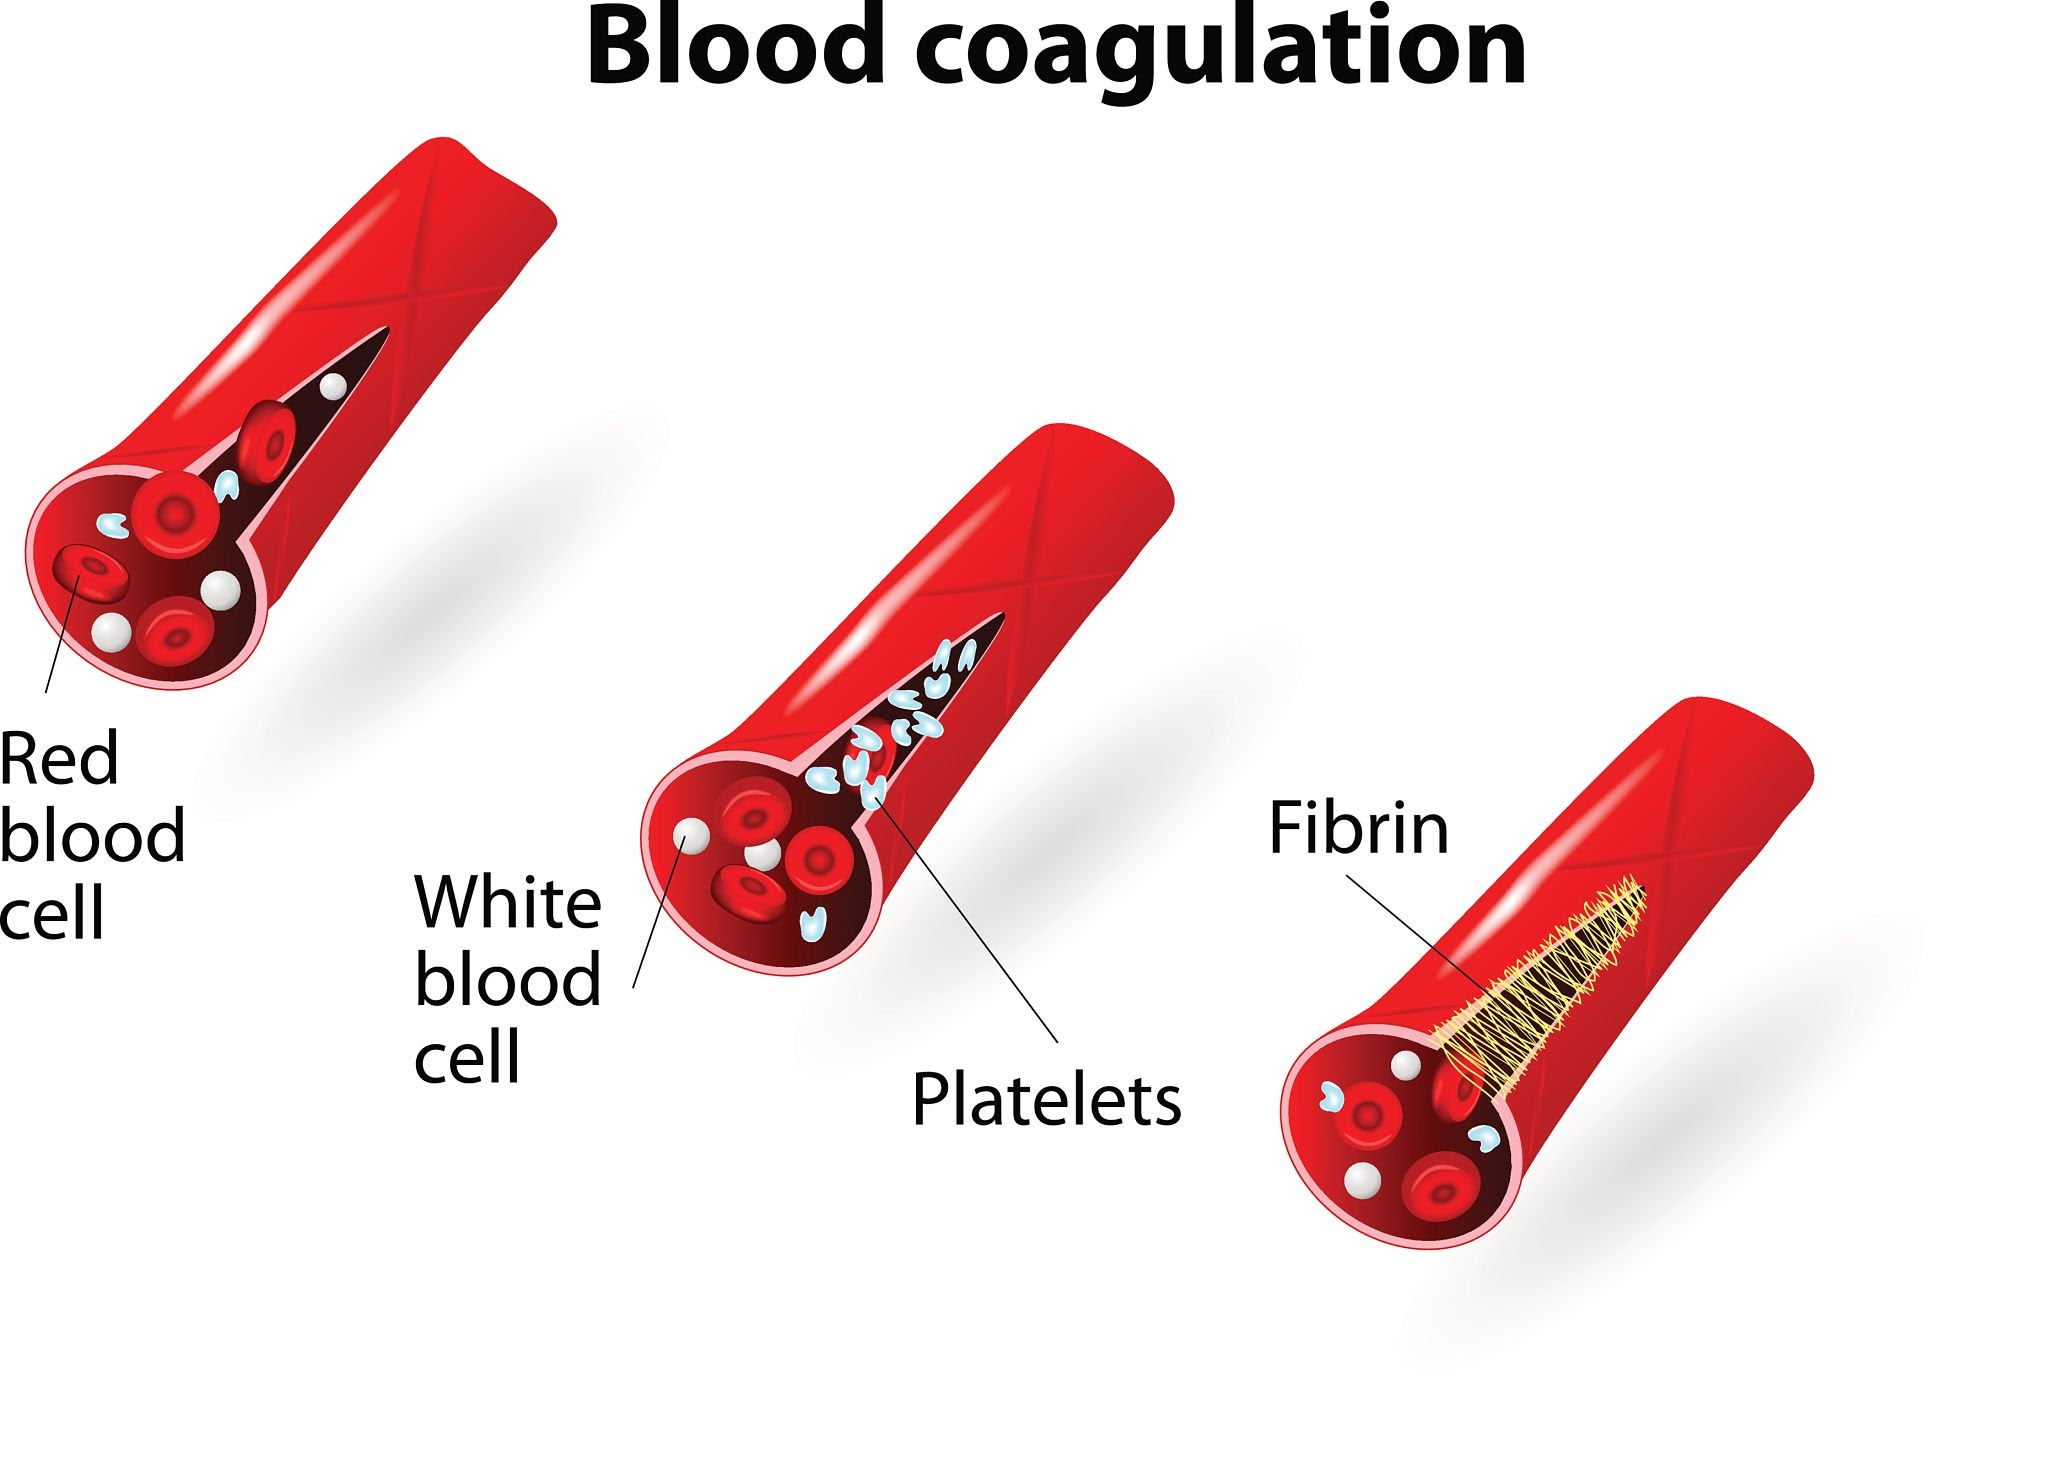 Blood coagulation
Red
blood
cell
White
blood
cell
Platelets
Fibrin